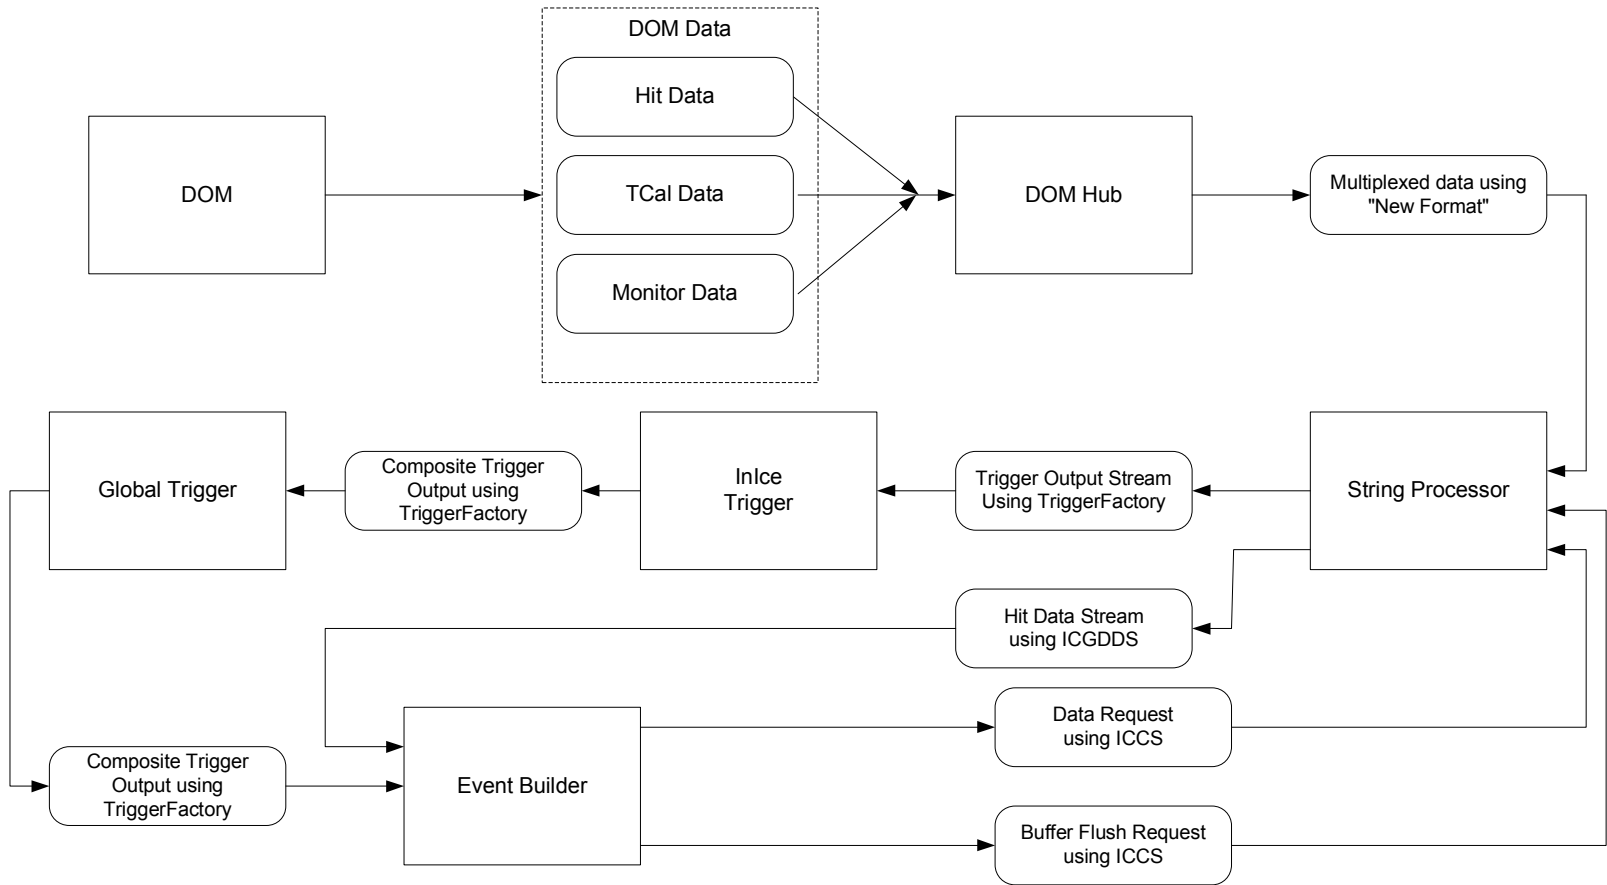 DOM Data
Hit Data
DOM
TCal Data
DOM Hub
Multiplexed data using
"New Format"
Monitor Data
Global Trigger
Composite Trigger
Output using
TriggerFactory
InIce
Trigger
Trigger Output Stream
Using TriggerFactory
String Processor
Hit Data Stream
using ICGDDS
Data Request
using ICCS
Composite Trigger
Output using
TriggerFactory
Event Builder
Buffer Flush Request
using ICCS